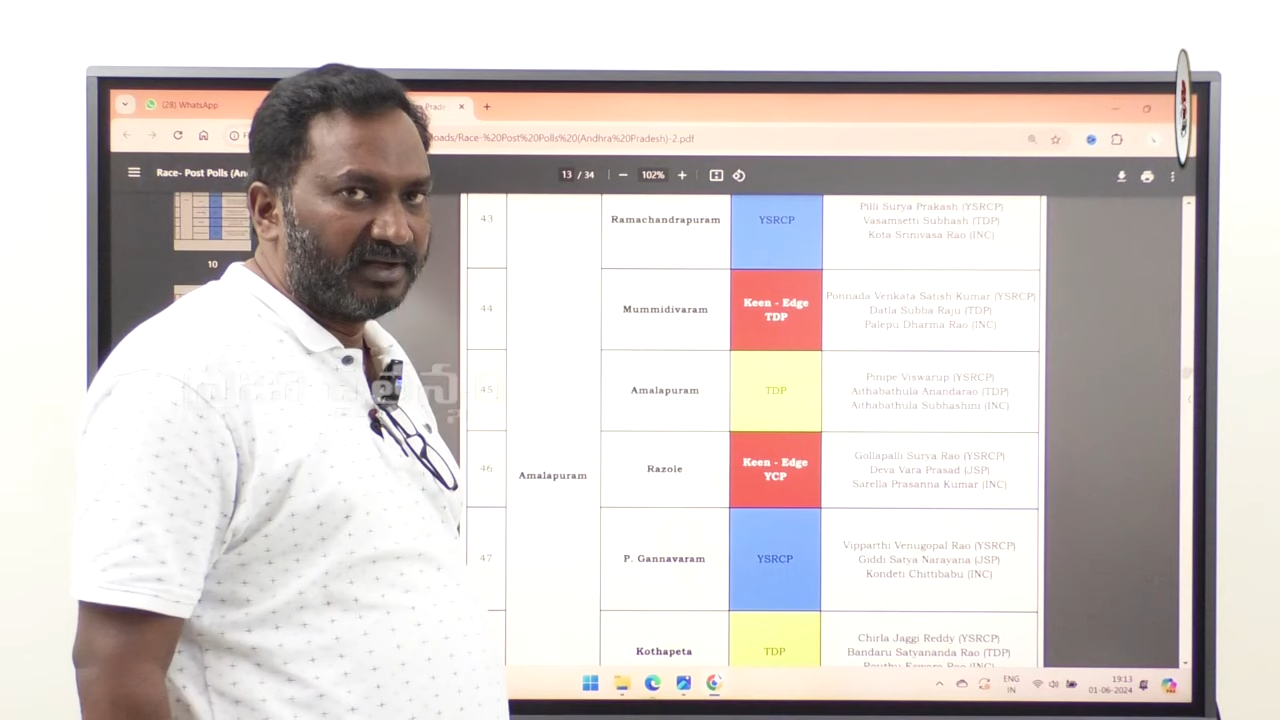 (28) WhatsApp
Prade
oads/Race-%20Post%20Polls%20(Andhra%20Pradesh)-2.pdf
Race- Post Polls (An
13 / 34
102%
10
43
Ramachandrapuram
YSRCP
Pilli Surya Prakash (YSRCP)
Vasamsetti Subhash (TDP)
Kota Srinivasa Rao (INC)
44
Mummidivaram
Keen - Edge
TDP
Ponnada Venkata Satish Kumar (YSRCP)
Datla Subba Raju (TDP)
Palepu Dharma Rao (INC)
45
Amalapuram
TDP
Pinipe Viswarup (YSRCP)
Aithabathula Anandarao (TDP)
Aithabathula Subhashini (INC)
Amalapuram
46
Razole
Keen - Edge
YCP
Gollapalli Surya Rao (YSRCP)
Deva Vara Prasad (JSP)
Sarella Prasanna Kumar (INC)
47
P. Gannavaram
YSRCP
Vipparthi Venugopal Rao (YSRCP)
Giddi Satya Narayana (JSP)
Kondeti Chittibabu (INC)
Kothapeta
TDP
Chirla Jaggi Reddy (YSRCP)
Bandaru Satyananda Rao (TDP)
ENG
IN
19:13
01-06-2024